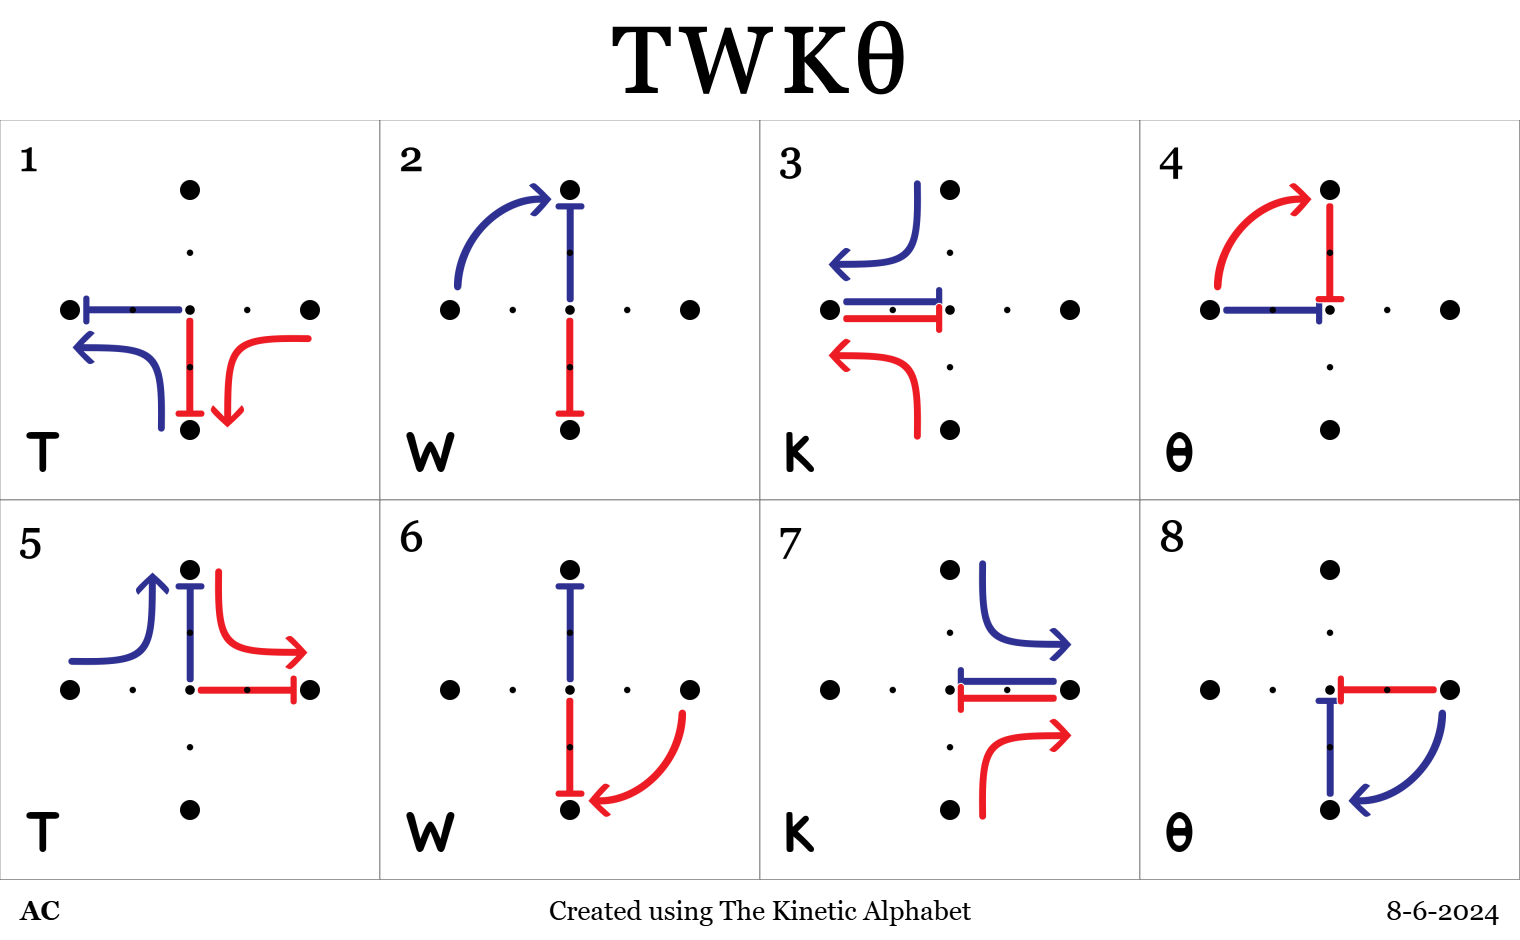 TWKθ
1 2 3 4
T W K θ
5 6 7 8
T W K θ
AC Created using The Kinetic Alphabet 8-6-2024